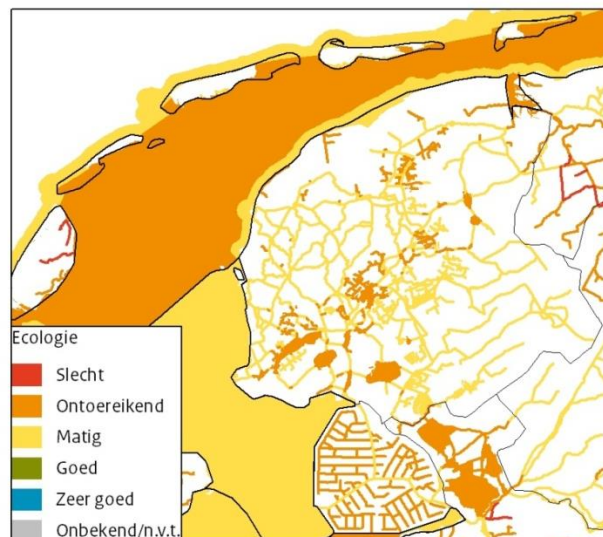 Ecologie
Slecht
Ontoereikend
Matig
Goed
Zeer goed
Onbekend/n.v.t.